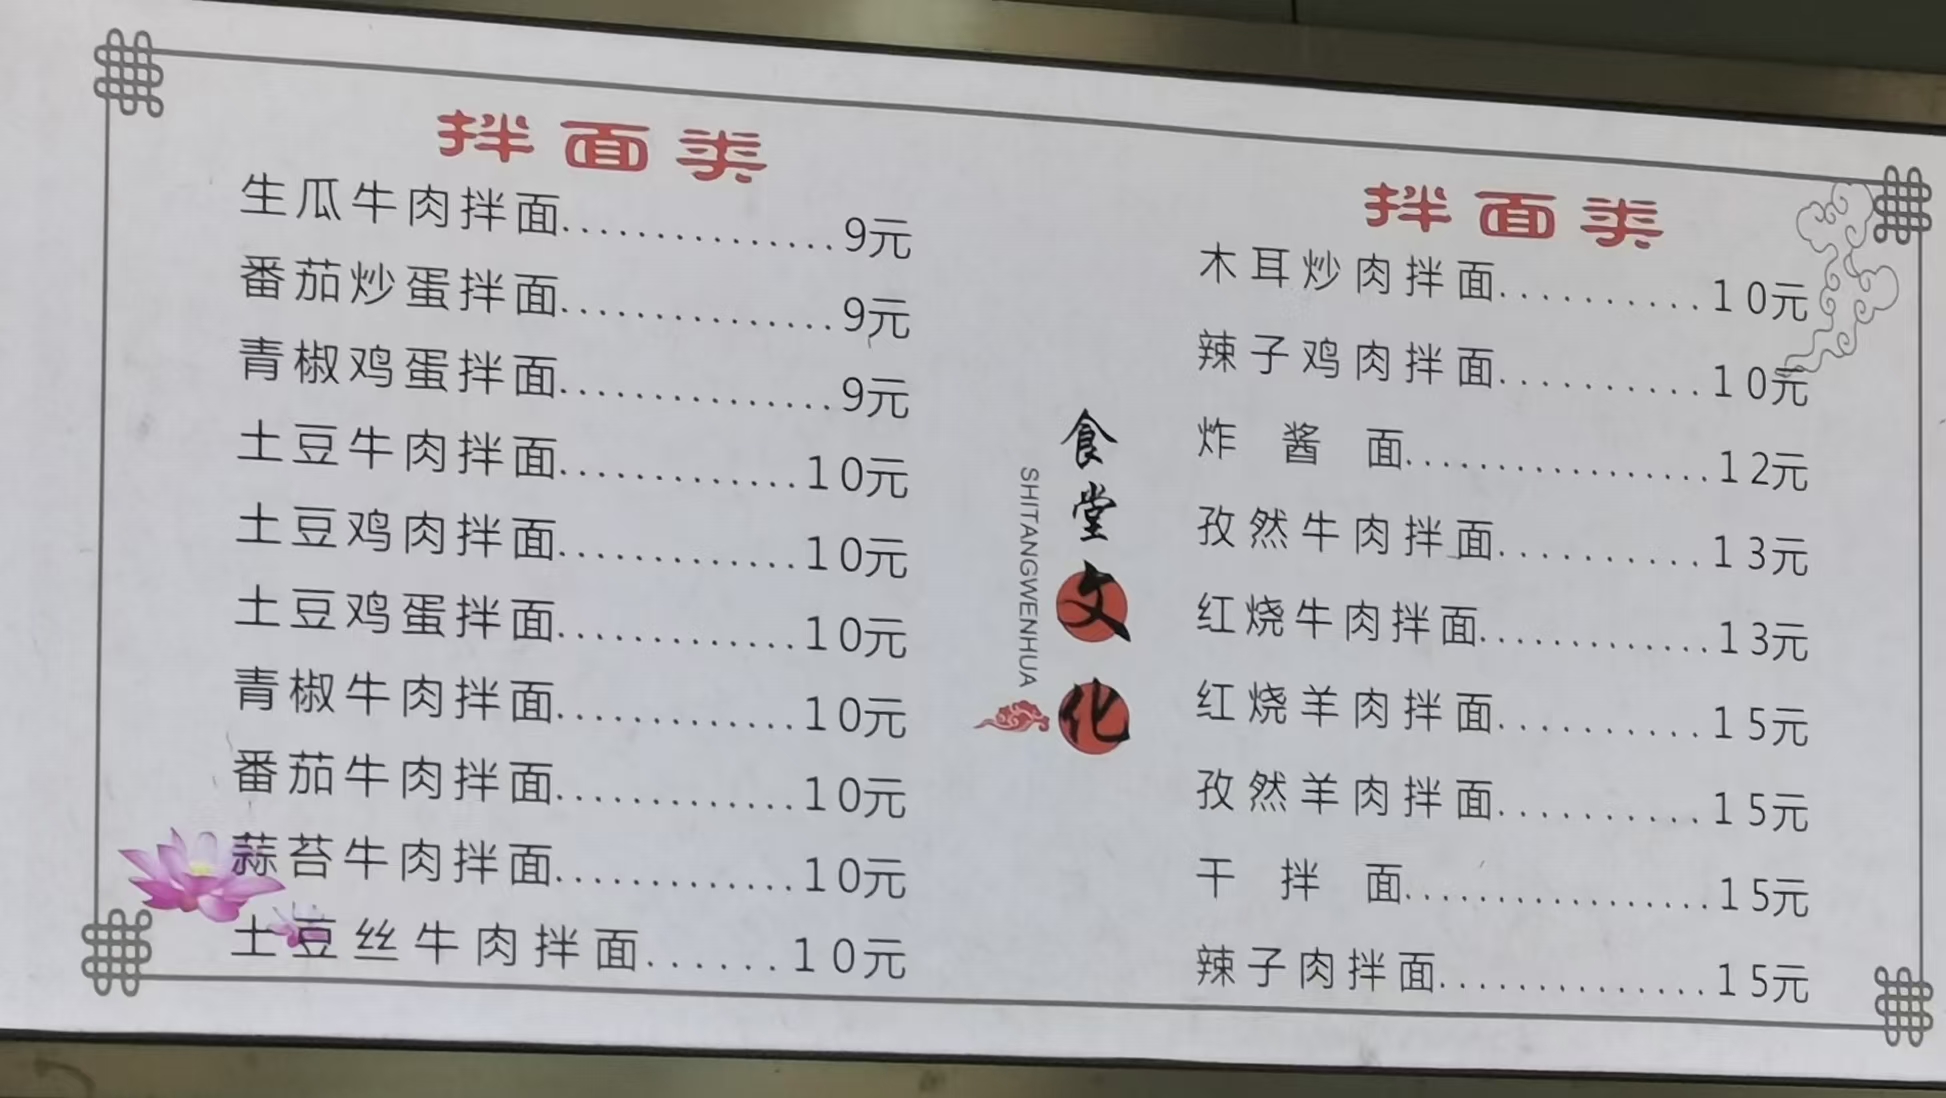 拌面类
生瓜牛肉拌面..............9元
番茄炒蛋拌面..............9元
青椒鸡蛋拌面..............9元
土豆牛肉拌面............10元
土豆鸡肉拌面............10元
土豆鸡蛋拌面............10元
青椒牛肉拌面............10元
番茄牛肉拌面............10元
蒜苔牛肉拌面............10元
土豆丝牛肉拌面......10元
食堂文化
SHITANGWENHUA
拌面类
木耳炒肉拌面..........10元
辣子鸡肉拌面..........10元
炸酱面...............12元
孜然牛肉拌面..........13元
红烧牛肉拌面...........13元
红烧羊肉拌面..........15元
孜然羊肉拌面..........15元
干拌面...............15元
辣子肉拌面.............15元